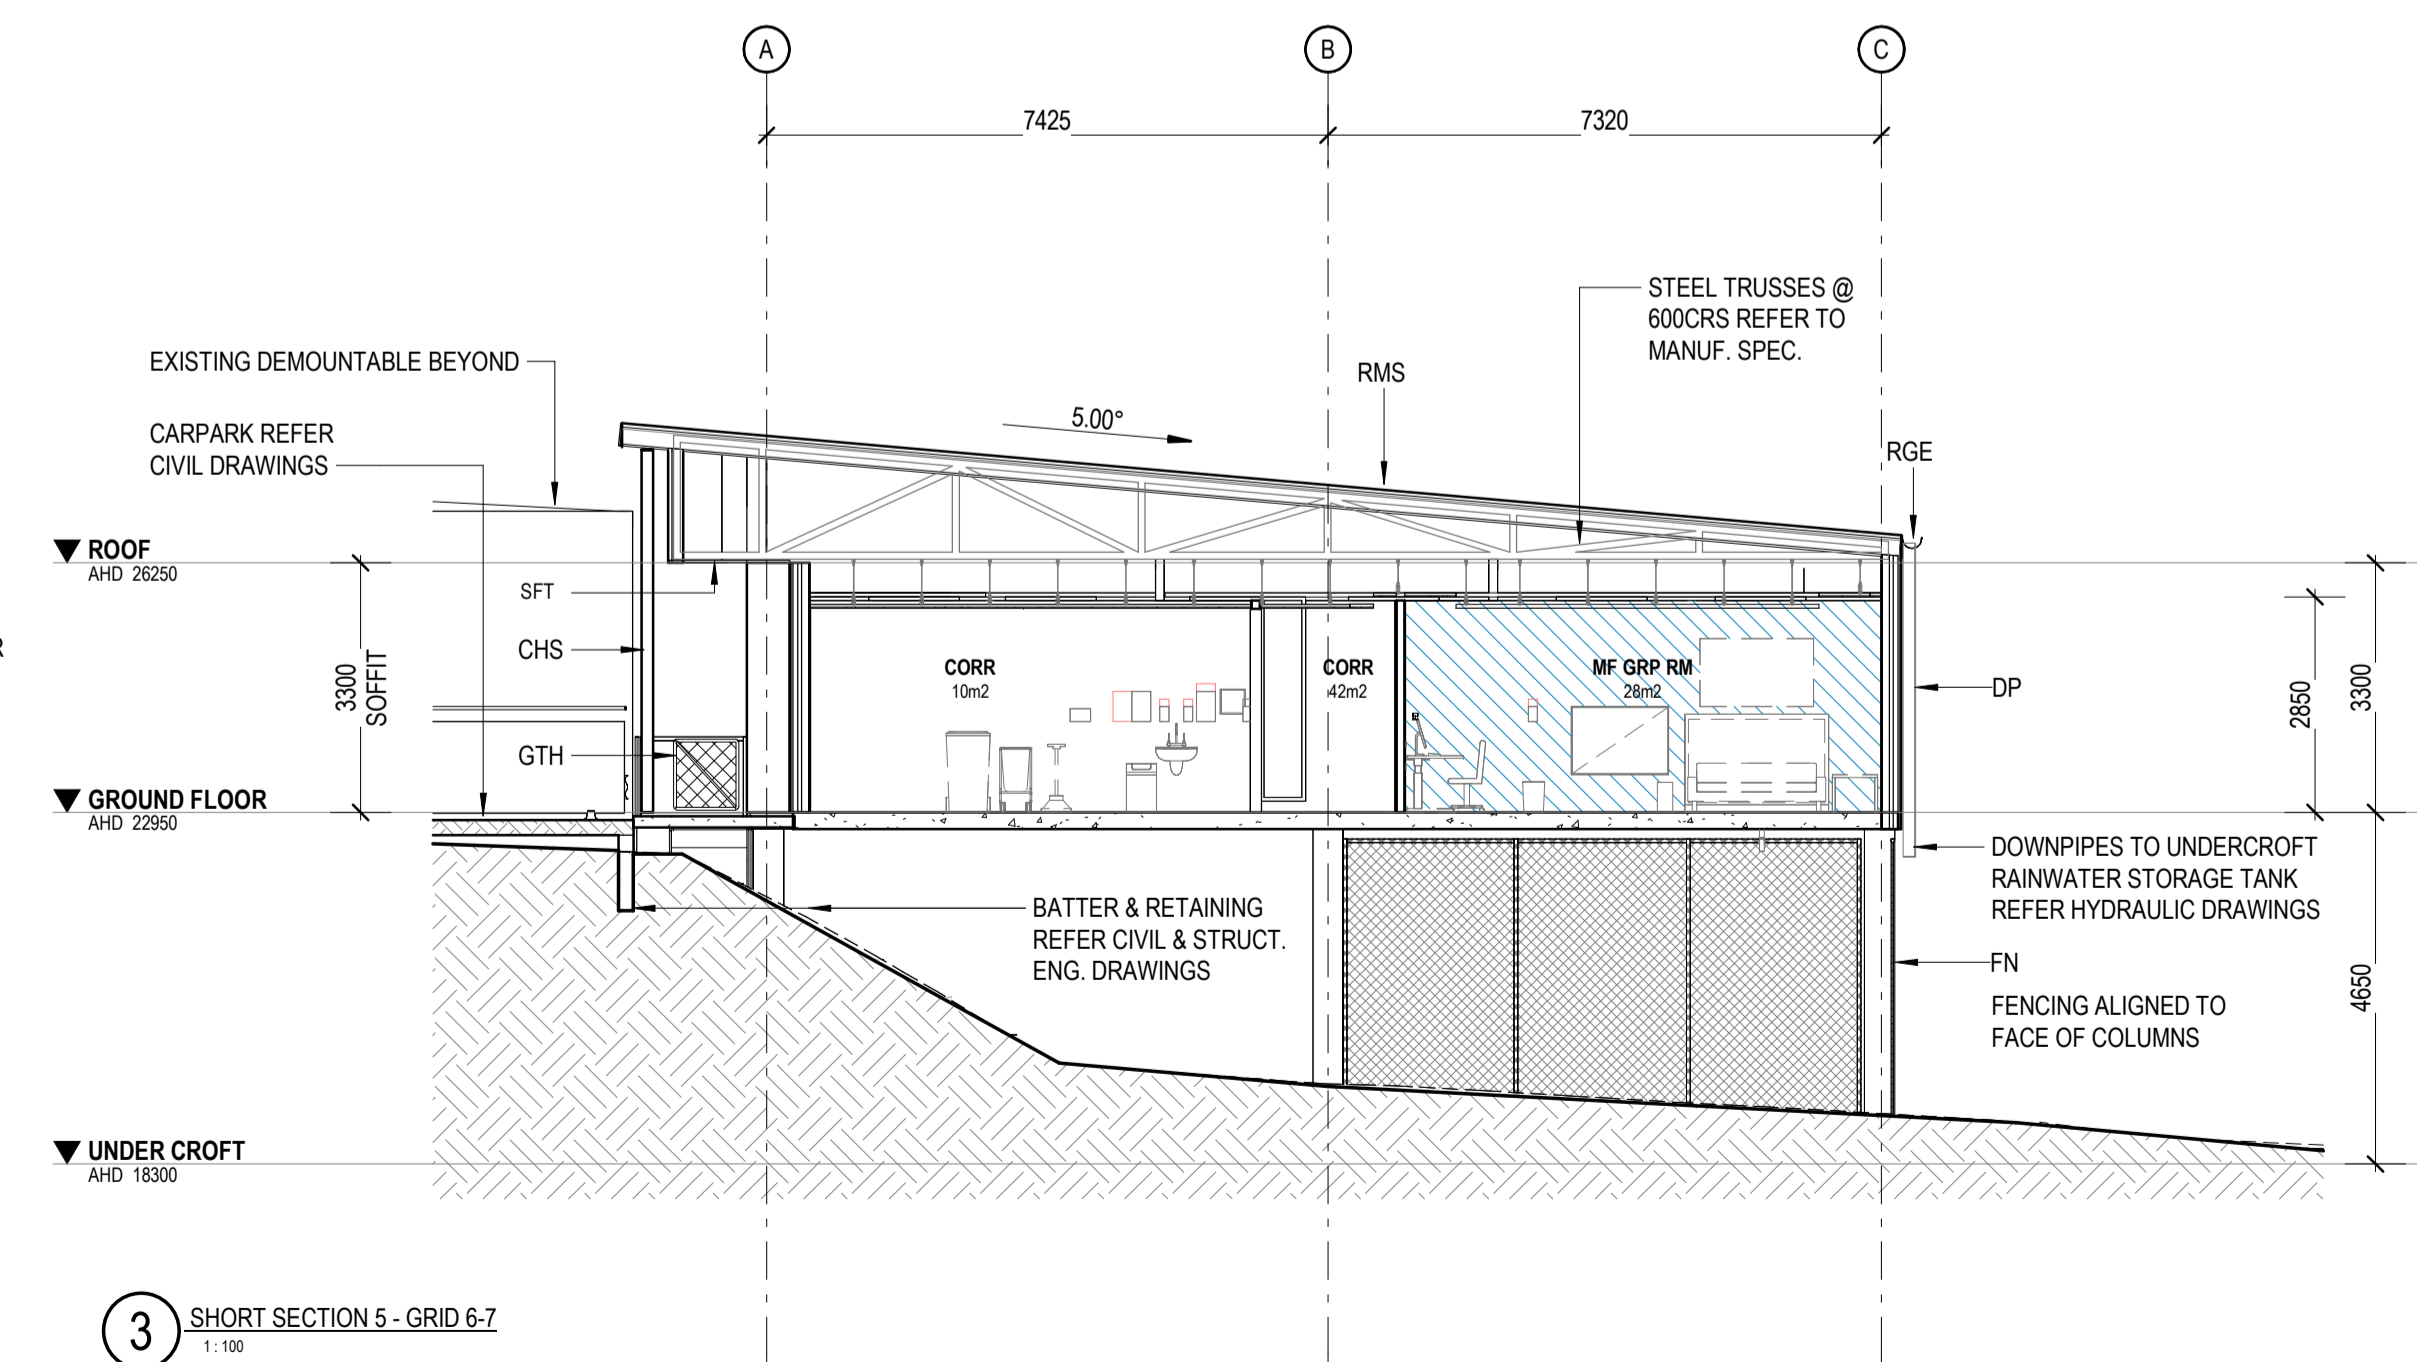 A
B
C
7425
7320
STEEL TRUSSES @
600CRS REFER TO
MANUF. SPEC.
EXISTING DEMOUNTABLE BEYOND
RMS
5.00°
CARPARK REFER
CIVIL DRAWINGS
RGE
ROOF
AHD 26250
SFT
CHS
3300
SOFFIT
CORR
10m2
CORR
42m2
MF GRP RM
28m2
DP
2850
3300
GTH
GROUND FLOOR
AHD 22950
DOWNPIPES TO UNDERCROFT
RAINWATER STORAGE TANK
REFER HYDRAULIC DRAWINGS
BATTER & RETAINING
REFER CIVIL & STRUCT.
ENG. DRAWINGS
FN
FENCING ALIGNED TO
FACE OF COLUMNS
4650
UNDER CROFT
AHD 18300
3
SHORT SECTION 5 - GRID 6-7
1 : 100